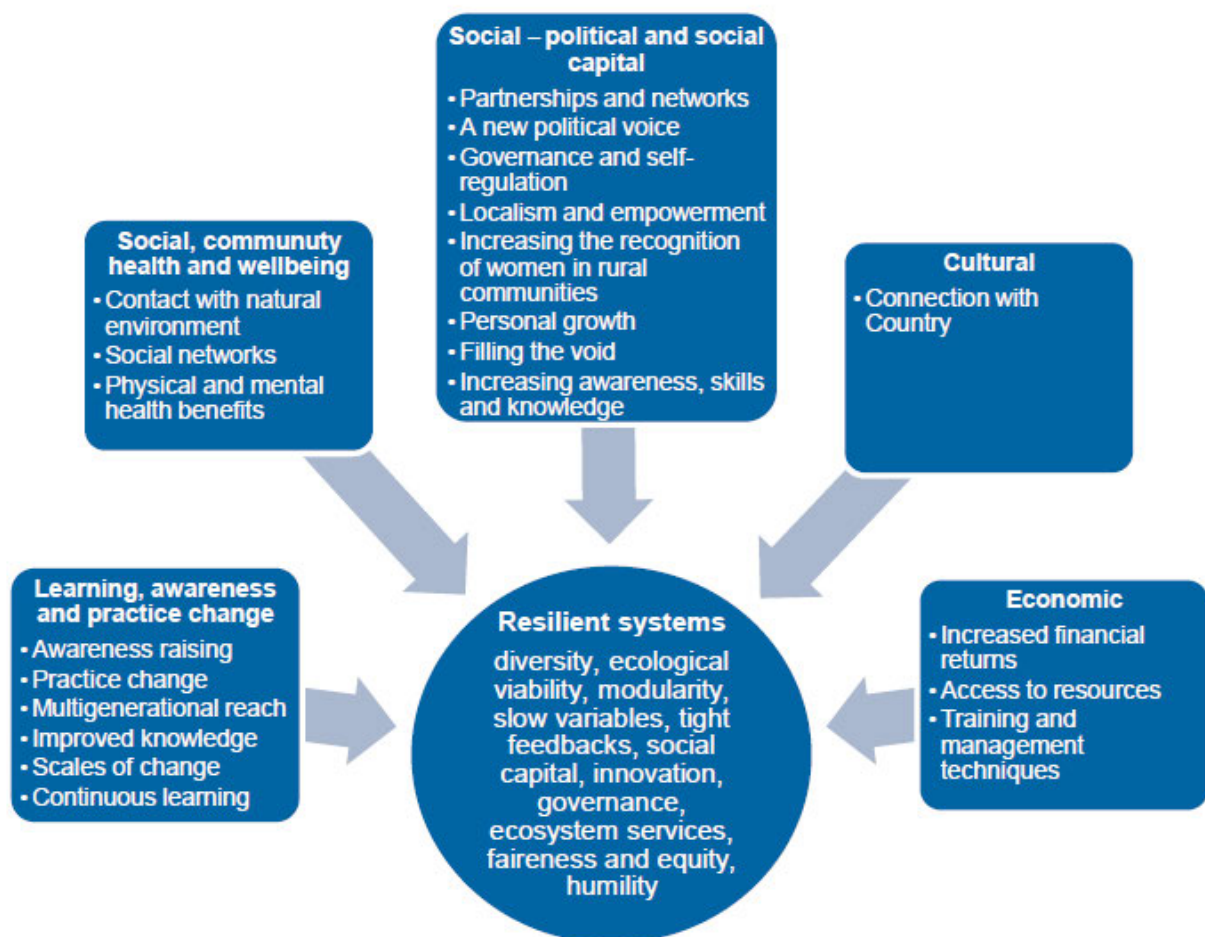 Social – political and social
capital
• Partnerships and networks
• A new political voice
• Governance and self-
regulation
• Localism and empowerment
• Increasing the recognition
of women in rural
communities
• Personal growth
• Filling the void
• Increasing awareness, skills
and knowledge
Social, communuty
health and wellbeing
• Contact with natural
environment
• Social networks
• Physical and mental
health benefits
Cultural
• Connection with
Country
Learning, awareness
and practice change
• Awareness raising
• Practice change
• Multigenerational reach
• Improved knowledge
• Scales of change
• Continuous learning
Resilient systems
diversity, ecological
viability, modularity,
slow variables, tight
feedbacks, social
capital, innovation,
governance,
ecosystem services,
faireness and equity,
humility
Economic
• Increased financial
returns
• Access to resources
• Training and
management
techniques